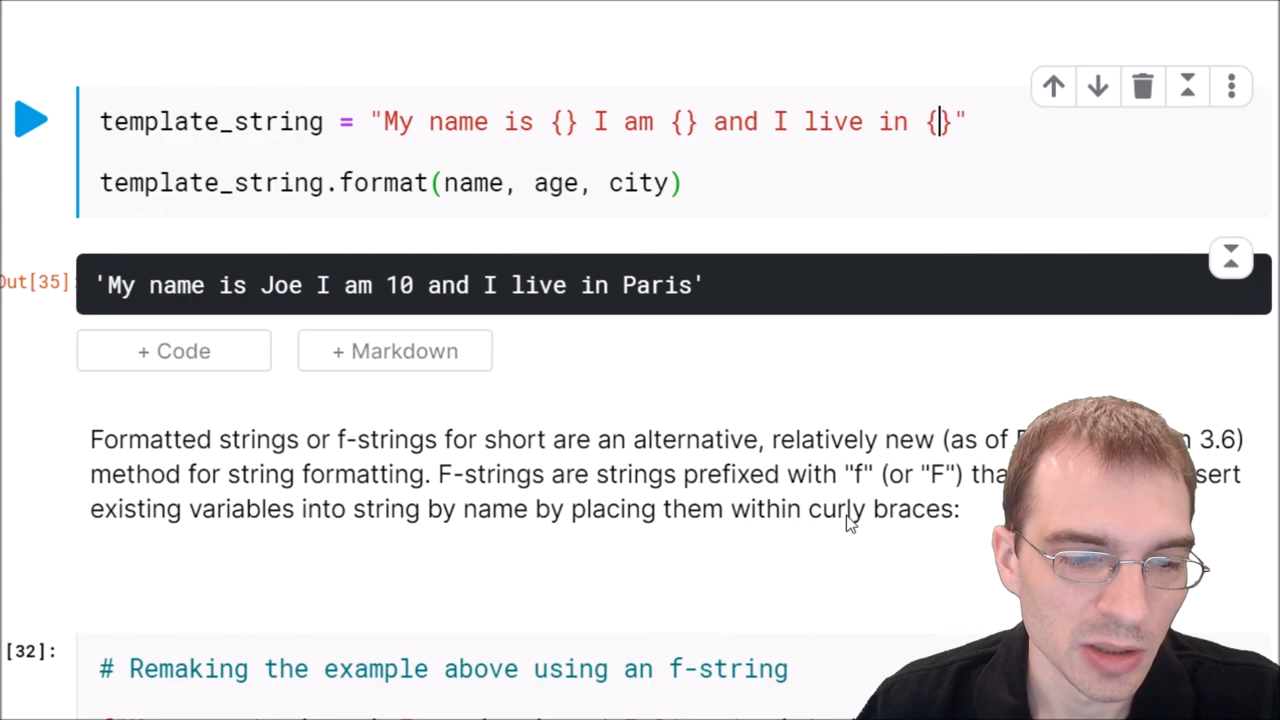 template_string = "My name is {} I am {} and I live in {}"
template_string.format(name, age, city)
Out[35]
'My name is Joe I am 10 and I live in Paris'
+ Code
+ Markdown
Formatted strings or f-strings for short are an alternative, relatively new (as of 3.6)
method for string formatting. F-strings are strings prefixed with "f" (or "F")
existing variables into string by name by placing them within curly braces:
[32]:
# Remaking the example above using an f-string